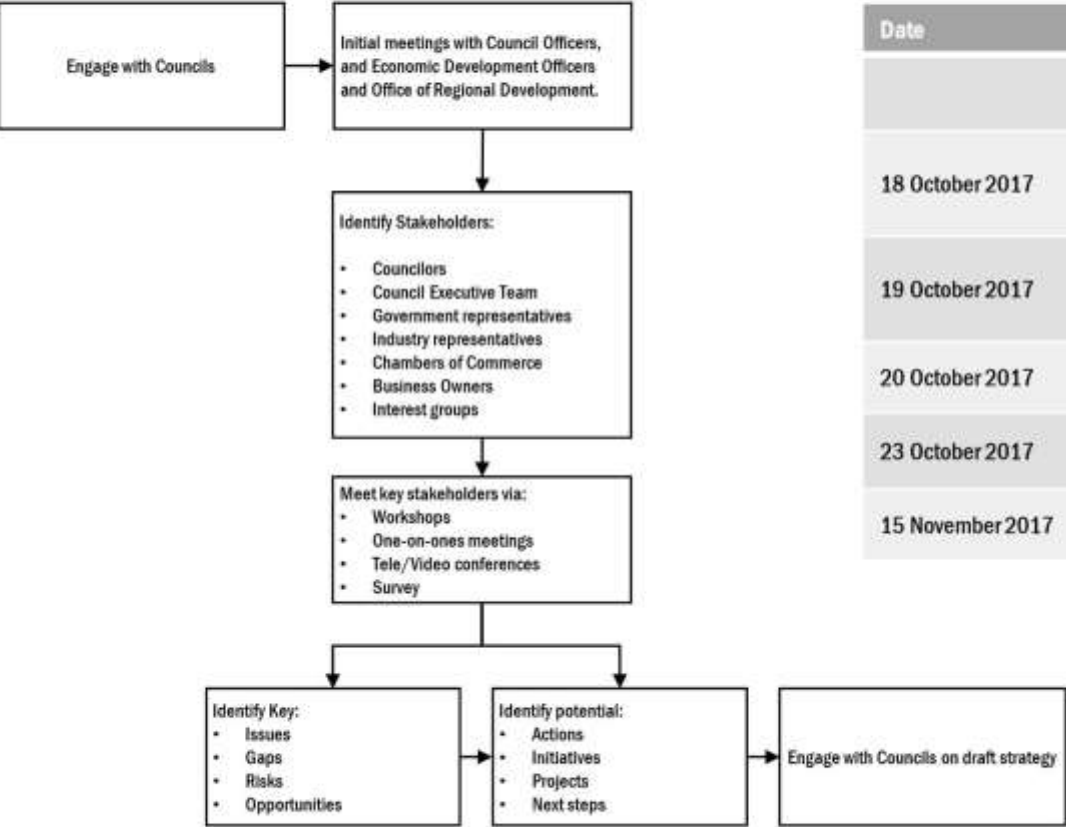 Engage with Councils
Initial meetings with Council Officers,
and Economic Development Officers
and Office of Regional Development.
Identify Stakeholders:
• Councilors
• Council Executive Team
• Government representatives
• Industry representatives
• Chambers of Commerce
• Business Owners
• Interest groups
Meet key stakeholders via:
• Workshops
• One-on-ones meetings
• Tele/Video conferences
• Survey
Identify Key:
• Issues
• Gaps
• Risks
• Opportunities
Identify potential:
• Actions
• Initiatives
• Projects
• Next steps
Engage with Councils on draft strategy
Date
18 October 2017
19 October 2017
20 October 2017
23 October 2017
15 November 2017